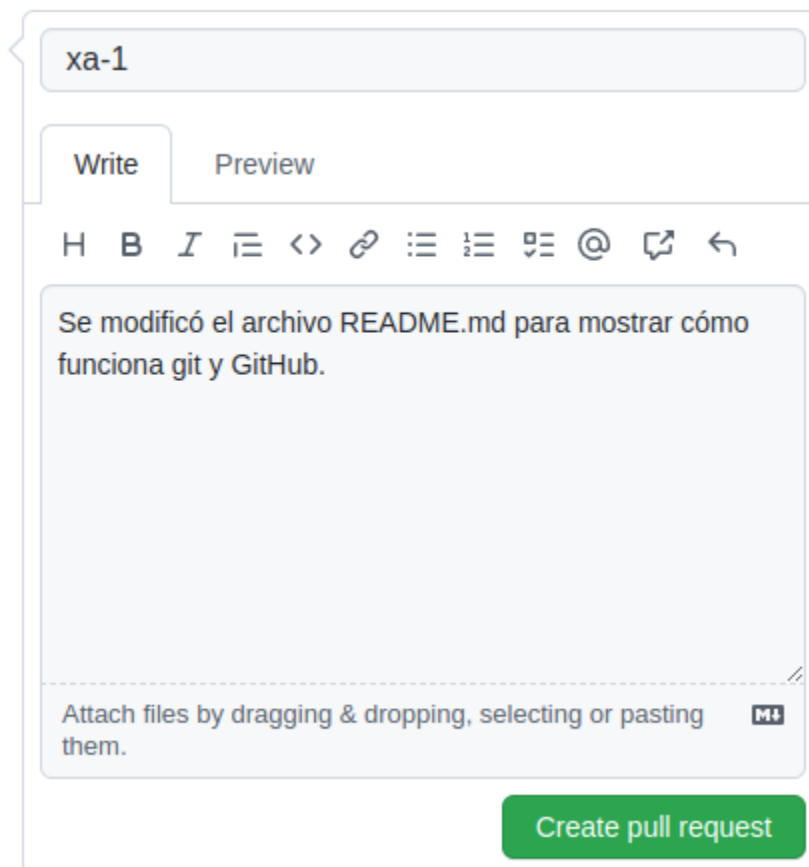 xa-1
Write Preview
H B I <> @
Se modificó el archivo README.md para mostrar cómo
funciona git y GitHub.
Attach files by dragging & dropping, selecting or pasting
them.
M↓
Create pull request